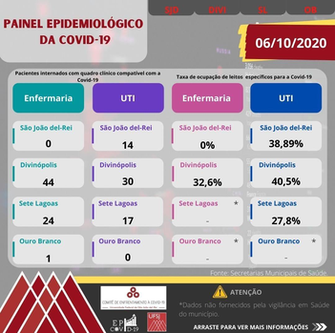 PAINEL EPIDEMIOLÓGICO
DA COVID-19
06/10/2020
Pacientes internados com quadro clínico compatível com a
Covid-19
Taxa de ocupação de leitos específicos para a Covid-19
Enfermaria
UTI
Enfermaria
UTI
São João del-Rei
0
São João del-Rei
14
São João del-Rei
0%
São João del-Rei
38,89%
Divinópolis
44
Divinópolis
30
Divinópolis
32,6%
Divinópolis
40,5%
Sete Lagoas
24
Sete Lagoas
17
Sete Lagoas *
-
Sete Lagoas
27,8%
Ouro Branco
1
Ouro Branco
0
Ouro Branco *
-
Ouro Branco *
-
Fonte: Secretarias Municipais de Saúde
ATENÇÃO
*Dados não fornecidos pela vigilância em Saúde
do município.
COMITÊ DE ENFRENTAMENTO À COVID-19
UFSJ
ARRASTE PARA VER MAIS INFORMAÇÕES